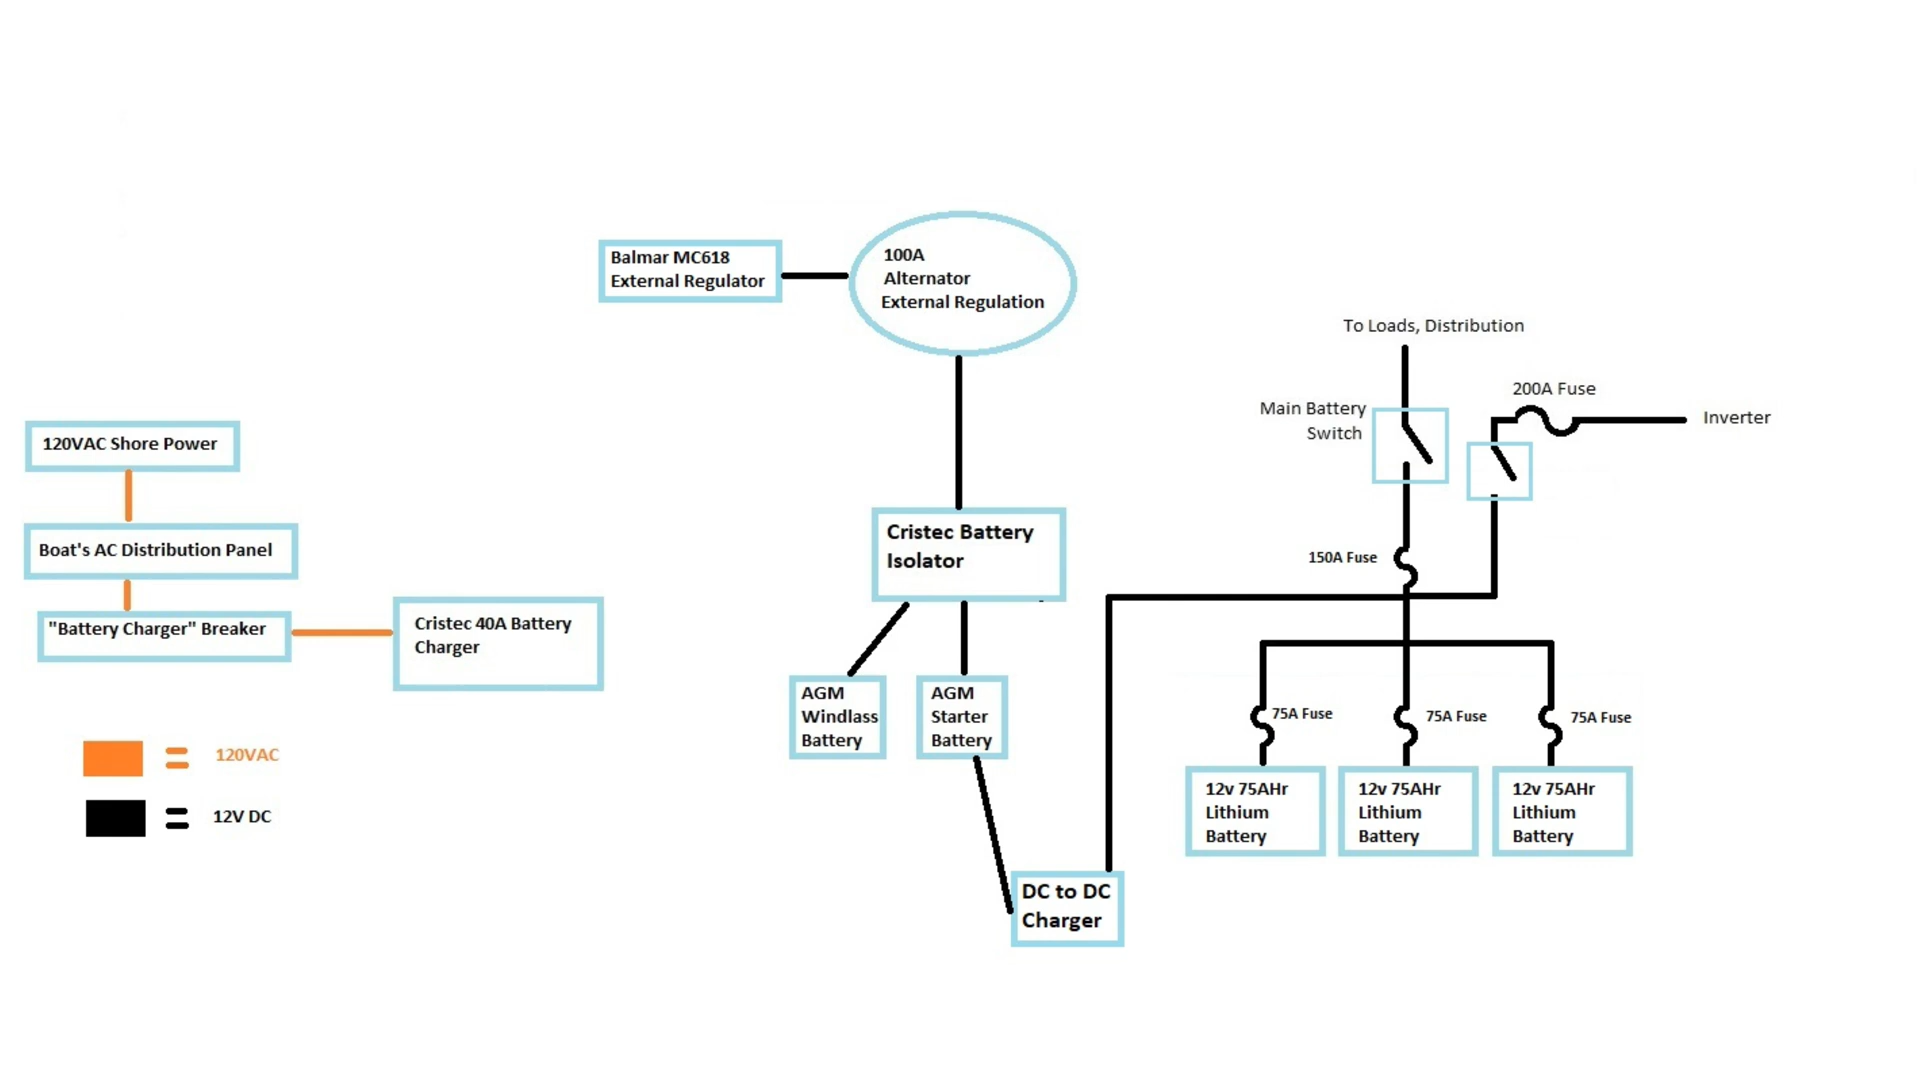 Balmar MC618
External Regulator
100A
Alternator
External Regulation
To Loads, Distribution
200A Fuse
Main Battery
Switch
Inverter
120VAC Shore Power
Boat's AC Distribution Panel
"Battery Charger" Breaker
Cristec 40A Battery
Charger
Cristec Battery
Isolator
150A Fuse
AGM
Windlass
Battery
AGM
Starter
Battery
75A Fuse
75A Fuse
75A Fuse
120VAC
12V DC
12v 75AHr
Lithium
Battery
12v 75AHr
Lithium
Battery
12v 75AHr
Lithium
Battery
DC to DC
Charger